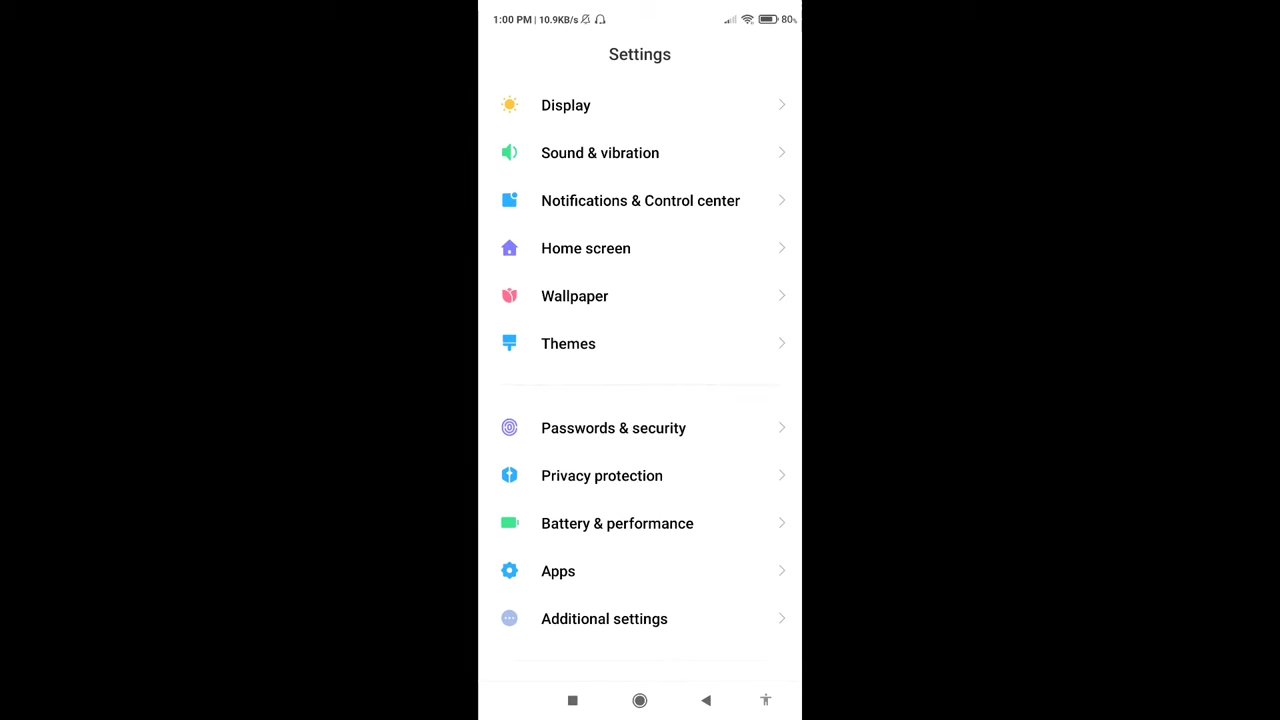 1:00 PM | 10.9KB/s 80%
Settings
Display
Sound & vibration
Notifications & Control center
Home screen
Wallpaper
Themes
Passwords & security
Privacy protection
Battery & performance
Apps
Additional settings